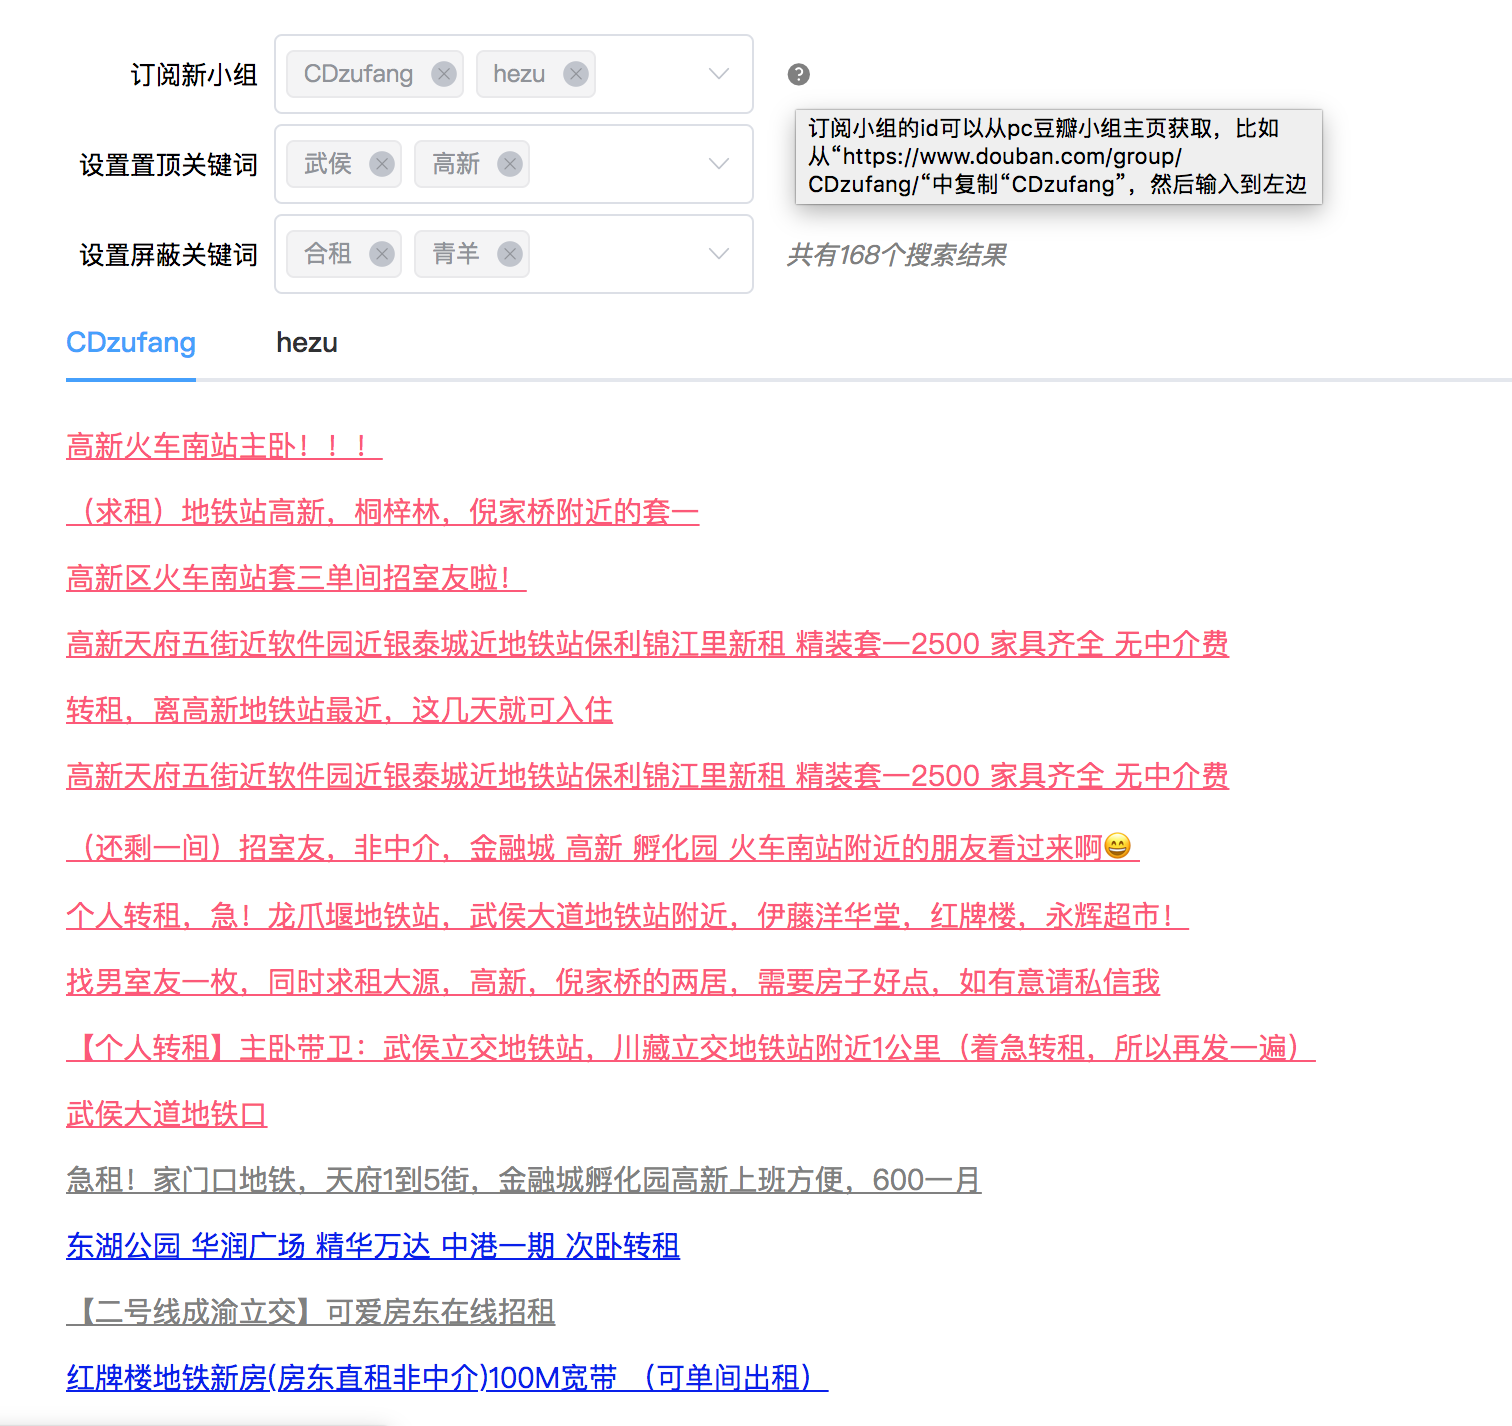 订阅新小组 CDzufang hezu
订阅小组的id可以从pc豆瓣小组主页获取，比如
从“https://www.douban.com/group/
CDzufang/“中复制“CDzufang”，然后输入到左边
设置置顶关键词 武侯 高新
设置屏蔽关键词 合租 青羊 共有168个搜索结果
CDzufang hezu
高新火车南站主卧！！！
（求租）地铁站高新，桐梓林，倪家桥附近的套一
高新区火车南站套三单间招室友啦！
高新天府五街近软件园近银泰城近地铁站保利锦江里新租 精装套一2500 家具齐全 无中介费
转租，离高新地铁站最近，这几天就可入住
高新天府五街近软件园近银泰城近地铁站保利锦江里新租 精装套一2500 家具齐全 无中介费
（还剩一间）招室友，非中介，金融城 高新 孵化园 火车南站附近的朋友看过来啊😄
个人转租，急！龙爪堰地铁站，武侯大道地铁站附近，伊藤洋华堂，红牌楼，永辉超市！
找男室友一枚，同时求租大源，高新，倪家桥的两居，需要房子好点，如有意请私信我
【个人转租】主卧带卫：武侯立交地铁站，川藏立交地铁站附近1公里（着急转租，所以再发一遍）
武侯大道地铁口
急租！家门口地铁，天府1到5街，金融城孵化园高新上班方便，600一月
东湖公园 华润广场 精华万达 中港一期 次卧转租
【二号线成渝立交】可爱房东在线招租
红牌楼地铁新房(房东直租非中介)100M宽带 （可单间出租）